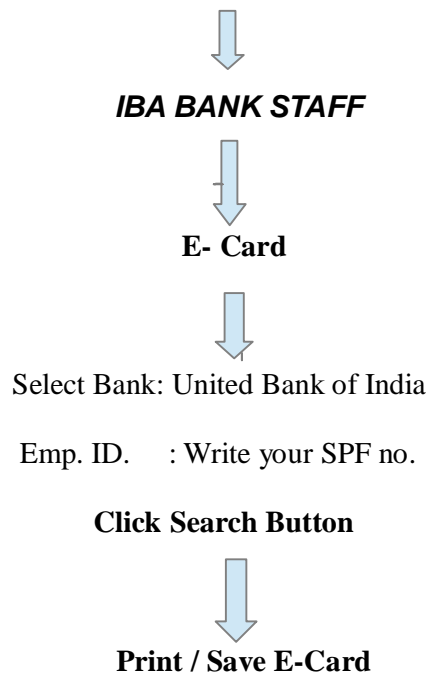 IBA BANK STAFF
E- Card
Select Bank: United Bank of India
Emp. ID. : Write your SPF no.
Click Search Button
Print / Save E-Card